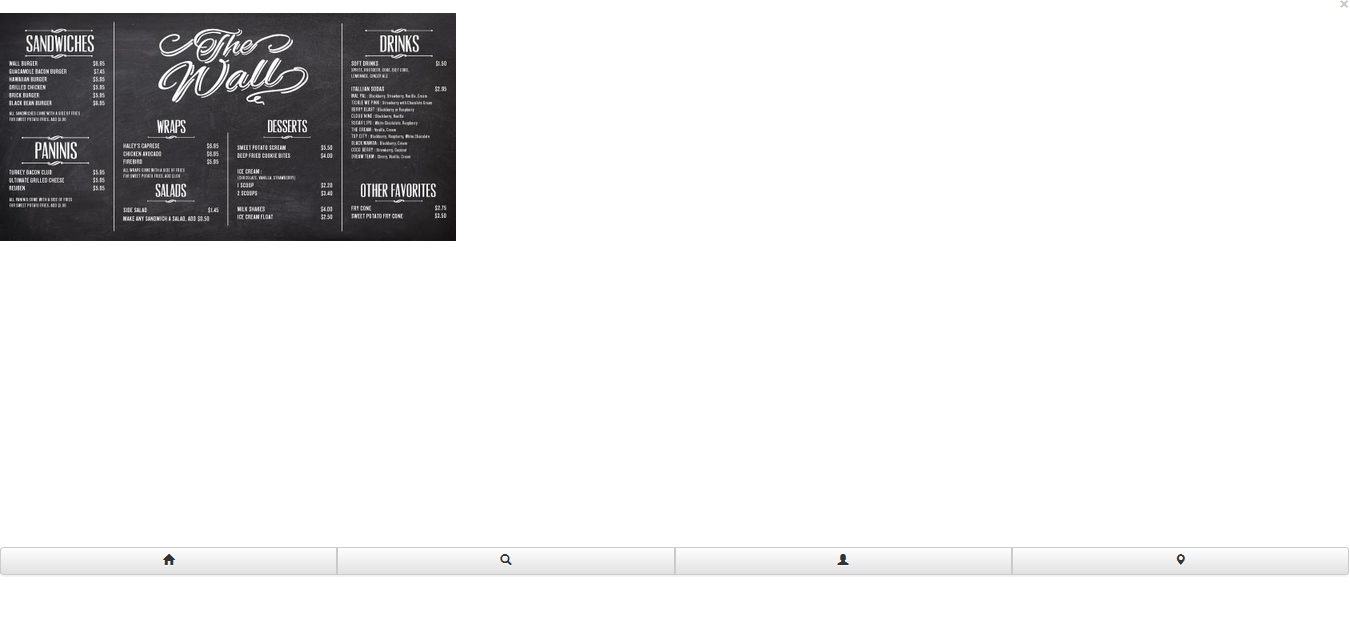 ×
The
Wall
SANDWICHES
WALL BURGER $6.95
GUACAMOLE BACON BURGER $7.45
HAWAIIAN BURGER $5.95
GRILLED CHICKEN $5.95
BRICK BURGER $5.95
BLACK BEAN BURGER $6.95
ALL SANDWICHES COME WITH A SIDE OF FRIES
FOR SWEET POTATO FRIES, ADD $1.00
PANINIS
TURKEY BACON CLUB $5.95
ULTIMATE GRILLED CHEESE $5.95
REUBEN $5.95
ALL PANINIS COME WITH A SIDE OF FRIES
FOR SWEET POTATO FRIES, ADD $1.00
WRAPS
HALEY'S CAPRESE $6.95
CHICKEN AVOCADO $6.95
FIREBIRD $5.95
ALL WRAPS COME WITH A SIDE OF FRIES
FOR SWEET POTATO FRIES, ADD $1.00
SALADS
SIDE SALAD $1.45
MAKE ANY SANDWICH A SALAD, ADD $0.50
DESSERTS
SWEET POTATO SCREAM $5.50
DEEP FRIED COOKIE BITES $4.00
ICE CREAM :
(CHOCOLATE, VANILLA, STRAWBERRY)
1 SCOOP $2.20
2 SCOOPS $3.40
MILK SHAKES $4.00
ICE CREAM FLOAT $2.50
DRINKS
SOFT DRINKS $1.50
LEMONADE, GINGER ALE
ITALLIAN SODAS $2.95
Blackberry, Strawberry, Vanilla, Cream
TICKLE ME PINK : Strawberry with Chocolate Cream
BERRY BLAST : Blackberry or Raspberry
CLOUD NINE : Blackberry, Vanilla
SUGAR LIPS : White Chocolate, Raspberry
THE CREAM : Vanilla, Cream
TOP CITY : Blackberry, Raspberry, White Chocolate
BLACK MAMBA : Blackberry, Cream
COCO BERRY : Strawberry, Coconut
DREAM TEAM : Cherry, Vanilla, Cream
OTHER FAVORITES
FRY CONE $2.75
SWEET POTATO FRY CONE $3.50